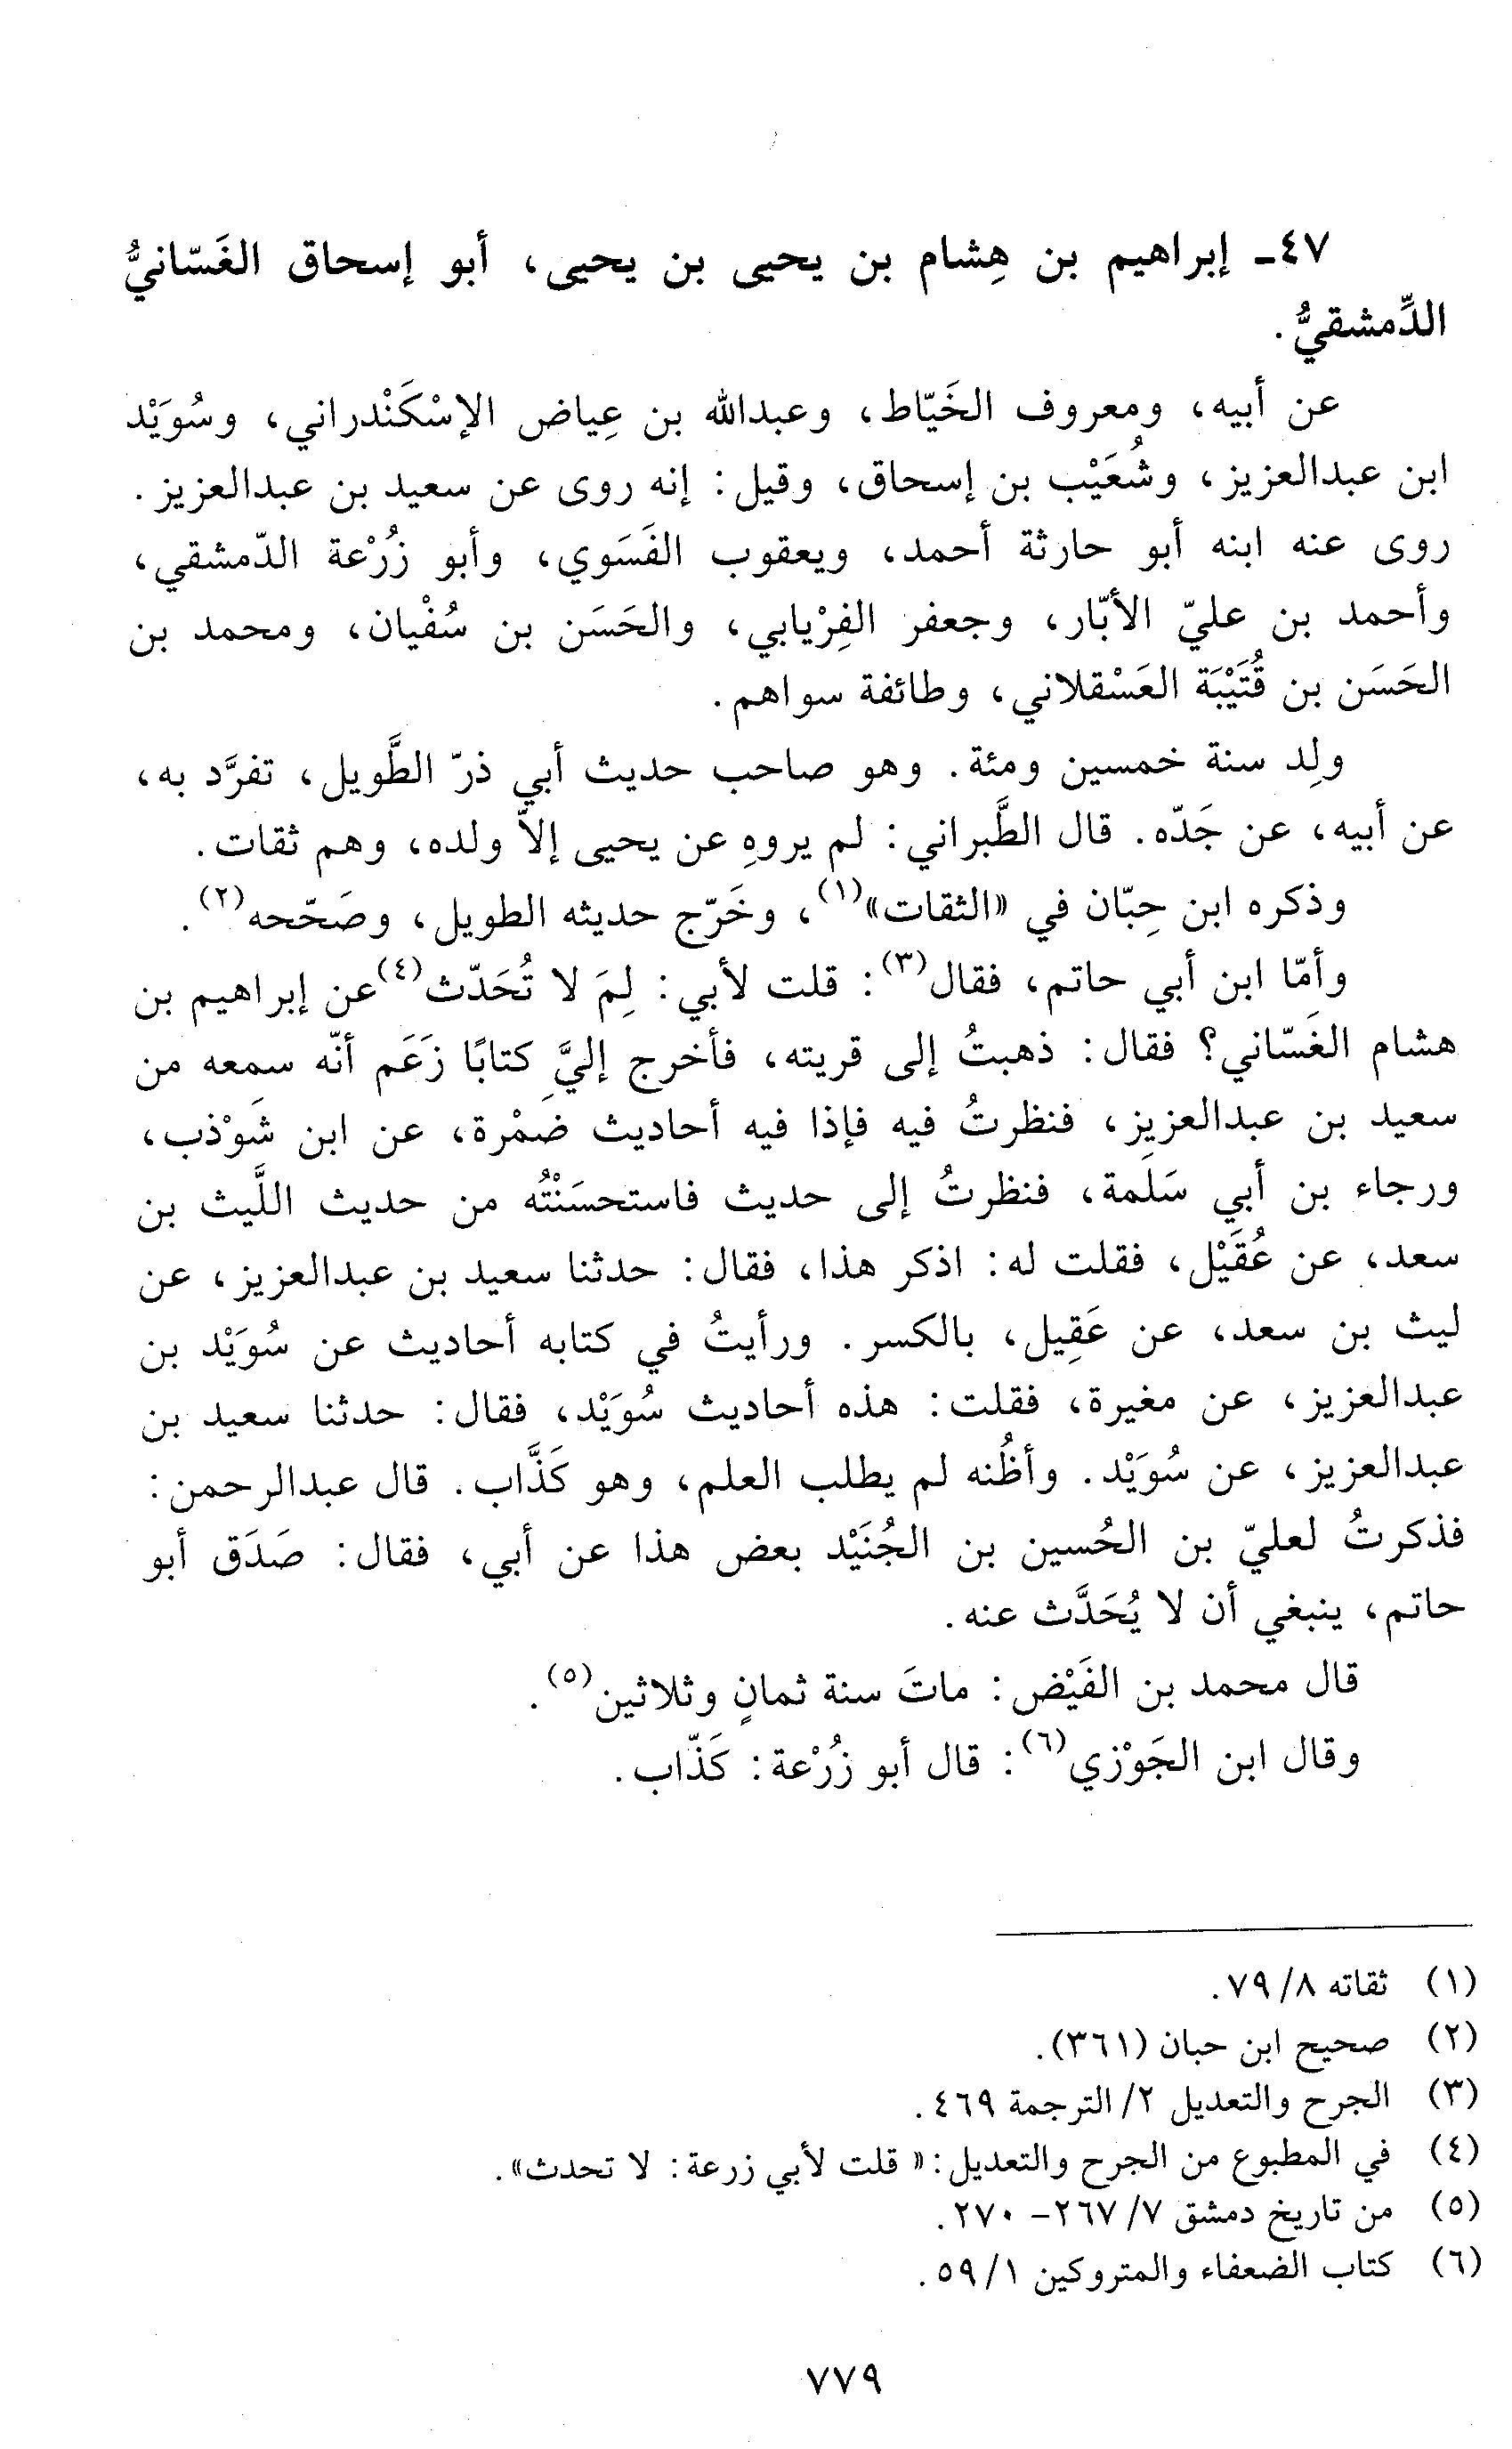 ٤٧- إبراهيم بن هِشام بن يحيى بن يحيى، أبو إسحاق الغَسّانيُّ
الدِّمشقيُّ.
عن أبيه، ومعروف الخَيّاط، وعبدالله بن عِياض الإسْكَنْدراني، وسُوَيْد
ابن عبدالعزيز، وشُعَيْب بن إسحاق، وقيل: إنه روى عن سعيد بن عبدالعزيز.
روى عنه ابنه أبو حارثة أحمد، ويعقوب الفَسَوي، وأبو زُرْعة الدّمشقي،
وأحمد بن عليّ الأبّار، وجعفر الفِرْيابي، والحَسَن بن سُفْيان، ومحمد بن
الحَسَن بن قُتَيْبَة العَسْقلاني، وطائفة سواهم.
ولِد سنة خمسين ومئة. وهو صاحب حديث أبي ذرّ الطَّويل، تفرَّد به،
عن أبيه، عن جَدّه. قال الطَّبراني: لم يروهِ عن يحيى إلاّ ولده، وهم ثقات.
وذكره ابن حِبّان في «الثقات»(١)، وخَرّج حديثه الطويل، وصَحّحه(٢).
وأمّا ابن أبي حاتم، فقال(٣): قلت لأبي: لِمَ لا تُحَدّث(٤)عن إبراهيم بن
هشام الغَسّاني؟ فقال: ذهبتُ إلى قريته، فأخرج إليَّ كتابًا زَعَم أنّه سمعه من
سعيد بن عبدالعزيز، فنظرتُ فيه فإذا فيه أحاديث ضمْرة، عن ابن شَوْذب،
ورجاء بن أبي سَلَمة، فنظرتُ إلى حديث فاستحسَنْتُه من حديث اللَّيث بن
سعد، عن عُقَيْل، فقلت له: اذكر هذا، فقال: حدثنا سعيد بن عبدالعزيز، عن
ليث بن سعد، عن عَقِيل، بالكسر. ورأيتُ في كتابه أحاديث عن سُوَيْد بن
عبدالعزيز، عن مغيرة، فقلت: هذه أحاديث سُوَيْد، فقال: حدثنا سعيد بن
عبدالعزيز، عن سُوَيْد. وأظُنه لم يطلب العلم، وهو كَذَّاب. قال عبدالرحمن:
فذكرتُ لعليّ بن الحُسين بن الجُنَيْد بعض هذا عن أبي، فقال: صَدَق أبو
حاتم، ينبغي أن لا يُحَدَّث عنه.
قال محمد بن الفَيْض: ماتَ سنة ثمانٍ وثلاثين(٥).
وقال ابن الجَوْزي(٦): قال أبو زُرْعة: كَذّاب.
(١) ثقاته ٨/ ٧٩.
(٢) صحيح ابن حبان (٣٦١).
(٣) الجرح والتعديل ٢/ الترجمة ٤٦٩.
(٤) في المطبوع من الجرح والتعديل: «قلت لأبي زرعة: لا تحدث».
(٥) من تاريخ دمشق ٧/ ٢٦٧- ٢٧٠.
(٦) كتاب الضعفاء والمتروكين ١/ ٥٩.
٧٧٩